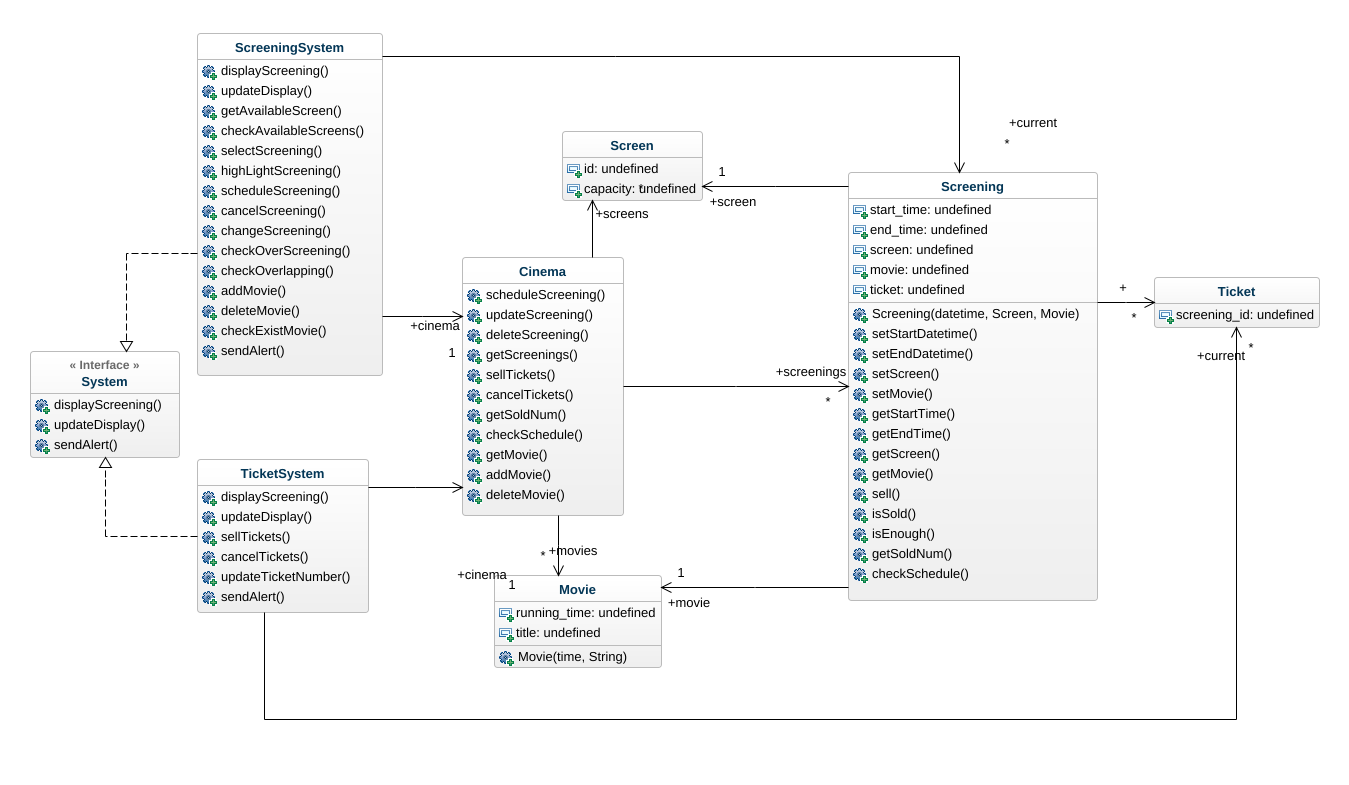 ScreeningSystem
displayScreening()
updateDisplay()
getAvailableScreen()
checkAvailableScreens()
selectScreening()
highLightScreening()
scheduleScreening()
cancelScreening()
changeScreening()
checkOverScreening()
checkOverlapping()
addMovie()
deleteMovie()
checkExistMovie()
sendAlert()
« Interface »
System
displayScreening()
updateDisplay()
sendAlert()
TicketSystem
displayScreening()
updateDisplay()
sellTickets()
cancelTickets()
updateTicketNumber()
sendAlert()
Screen
id: undefined
capacity: undefined
*
+screens
1
+screen
Cinema
scheduleScreening()
updateScreening()
deleteScreening()
getScreenings()
sellTickets()
cancelTickets()
getSoldNum()
checkSchedule()
getMovie()
addMovie()
deleteMovie()
+cinema
1
+screenings
*
* +movies
+cinema
1
Movie
running_time: undefined
title: undefined
Movie(time, String)
1
+movie
+current
*
Screening
start_time: undefined
end_time: undefined
screen: undefined
movie: undefined
ticket: undefined
Screening(datetime, Screen, Movie)
setStartDatetime()
setEndDatetime()
setScreen()
setMovie()
getStartTime()
getEndTime()
getScreen()
getMovie()
sell()
isSold()
isEnough()
getSoldNum()
checkSchedule()
+
*
Ticket
screening_id: undefined
+current *